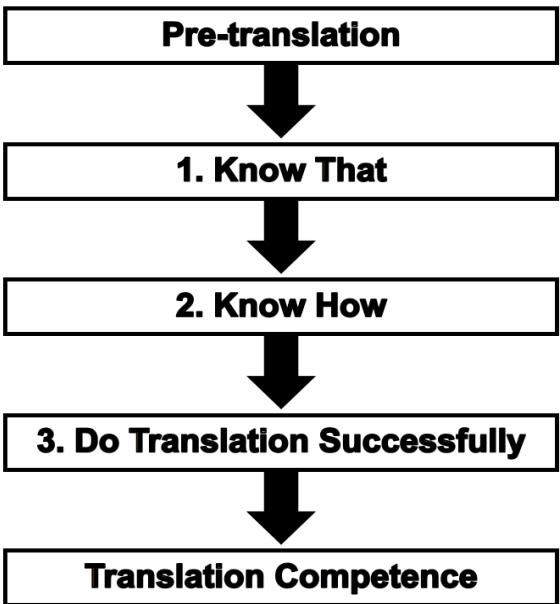 Pre-translation
1. Know That
2. Know How
3. Do Translation Successfully
Translation Competence